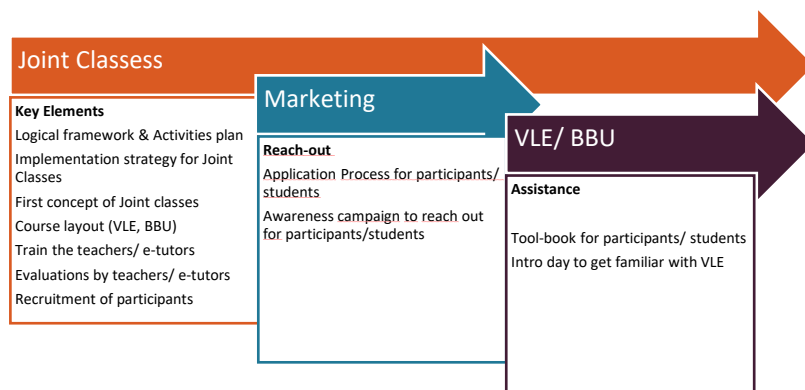 Joint Classess
Key Elements
Logical framework & Activities plan
Implementation strategy for Joint
Classes
First concept of Joint classes
Course layout (VLE, BBU)
Train the teachers/ e-tutors
Evaluations by teachers/ e-tutors
Recruitment of participants
Marketing
Reach-out
Application Process for participants/
students
Awareness campaign to reach out
for participants/students
VLE/ BBU
Assistance
Tool-book for participants/ students
Intro day to get familiar with VLE